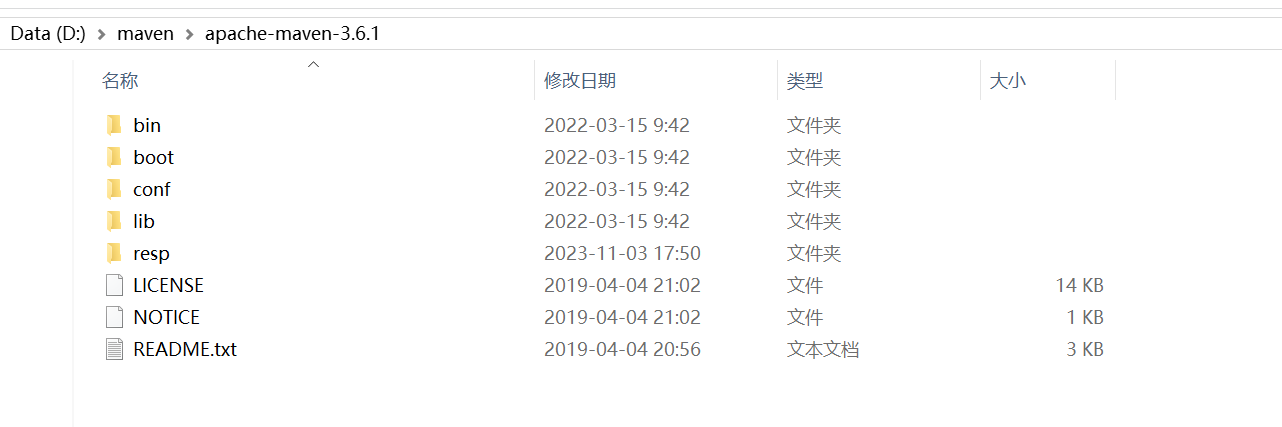 Data (D:) > maven > apache-maven-3.6.1
名称 修改日期 类型 大小
bin 2022-03-15 9:42 文件夹
boot 2022-03-15 9:42 文件夹
conf 2022-03-15 9:42 文件夹
lib 2022-03-15 9:42 文件夹
resp 2023-11-03 17:50 文件夹
LICENSE 2019-04-04 21:02 文件 14 KB
NOTICE 2019-04-04 21:02 文件 1 KB
README.txt 2019-04-04 20:56 文本文档 3 KB